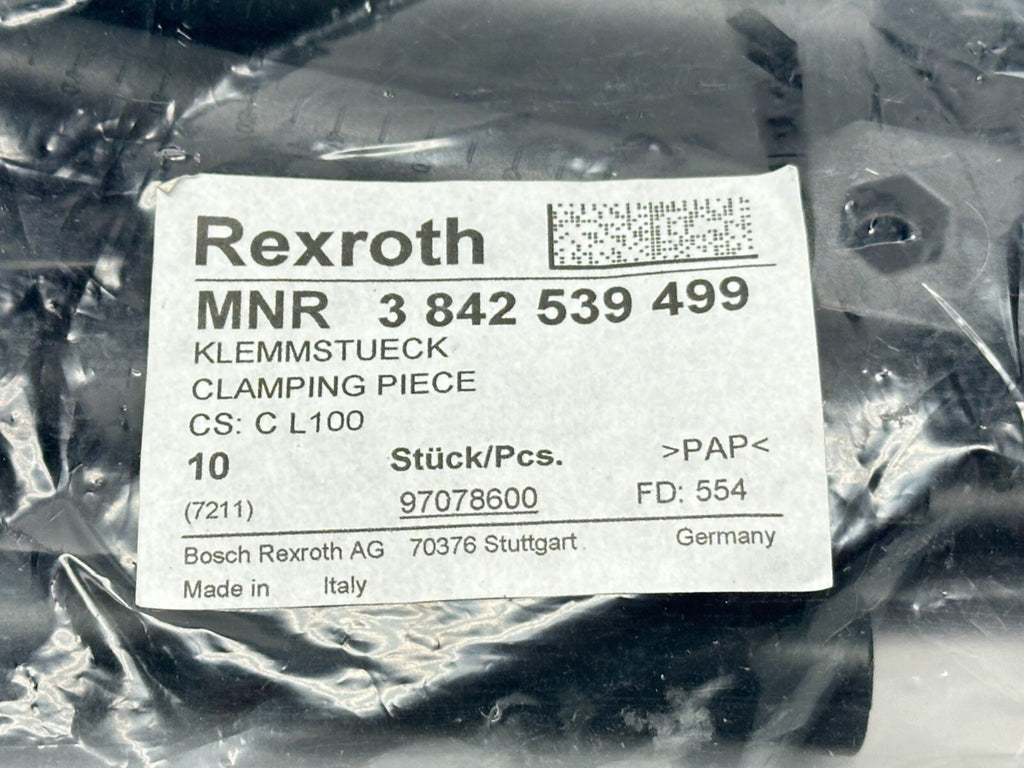 Rexroth
MNR 3 842 539 499
KLEMMSTUECK
CLAMPING PIECE
CS: C L100
10 Stück/Pcs. >PAP<
(7211) 97078600 FD: 554
Bosch Rexroth AG 70376 Stuttgart Germany
Made in Italy